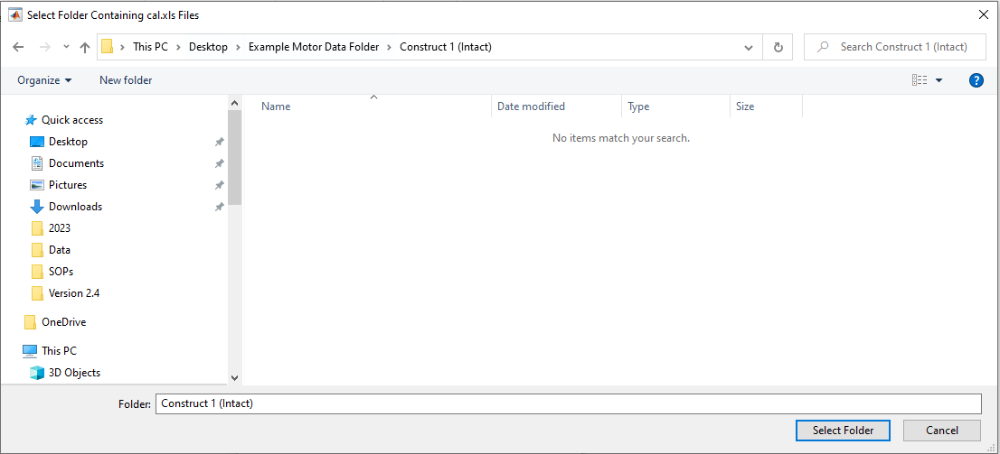 Select Folder Containing cal.xls Files
This PC > Desktop > Example Motor Data Folder > Construct 1 (Intact)
Search Construct 1 (Intact)
Organize
New folder
?
Name
Date modified
Type
Size
No items match your search.
Quick access
Desktop
Documents
Pictures
Downloads
2023
Data
SOPs
Version 2.4
OneDrive
This PC
3D Objects
Folder: Construct 1 (Intact)
Select Folder
Cancel